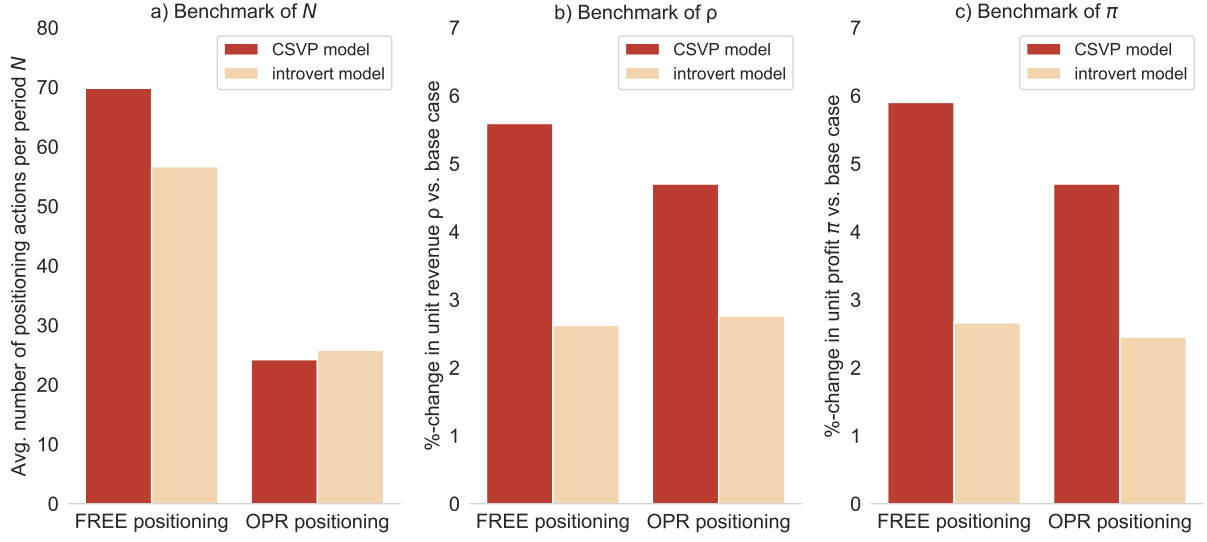 a) Benchmark of N
Avg. number of positioning actions per period N
80
70
60
50
40
30
20
10
0
CSVP model
introvert model
FREE positioning
OPR positioning
b) Benchmark of ρ
%-change in unit revenue ρ vs. base case
7
6
5
4
3
2
1
0
CSVP model
introvert model
FREE positioning
OPR positioning
c) Benchmark of π
%-change in unit profit π vs. base case
7
6
5
4
3
2
1
0
CSVP model
introvert model
FREE positioning
OPR positioning